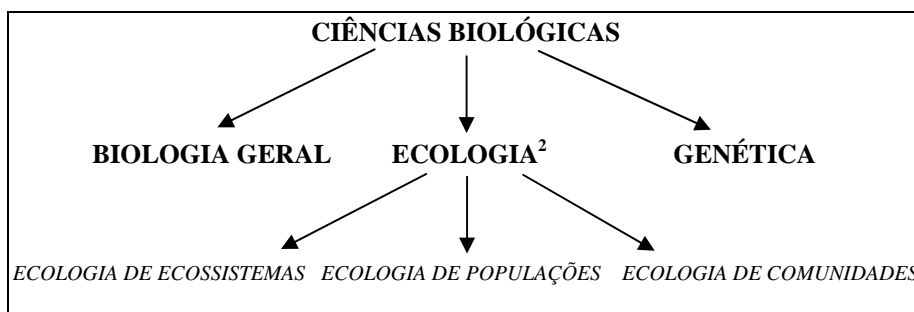 CIÊNCIAS BIOLÓGICAS
BIOLOGIA GERAL ECOLOGIA² GENÉTICA
ECOLOGIA DE ECOSSISTEMAS ECOLOGIA DE POPULAÇÕES ECOLOGIA DE COMUNIDADES